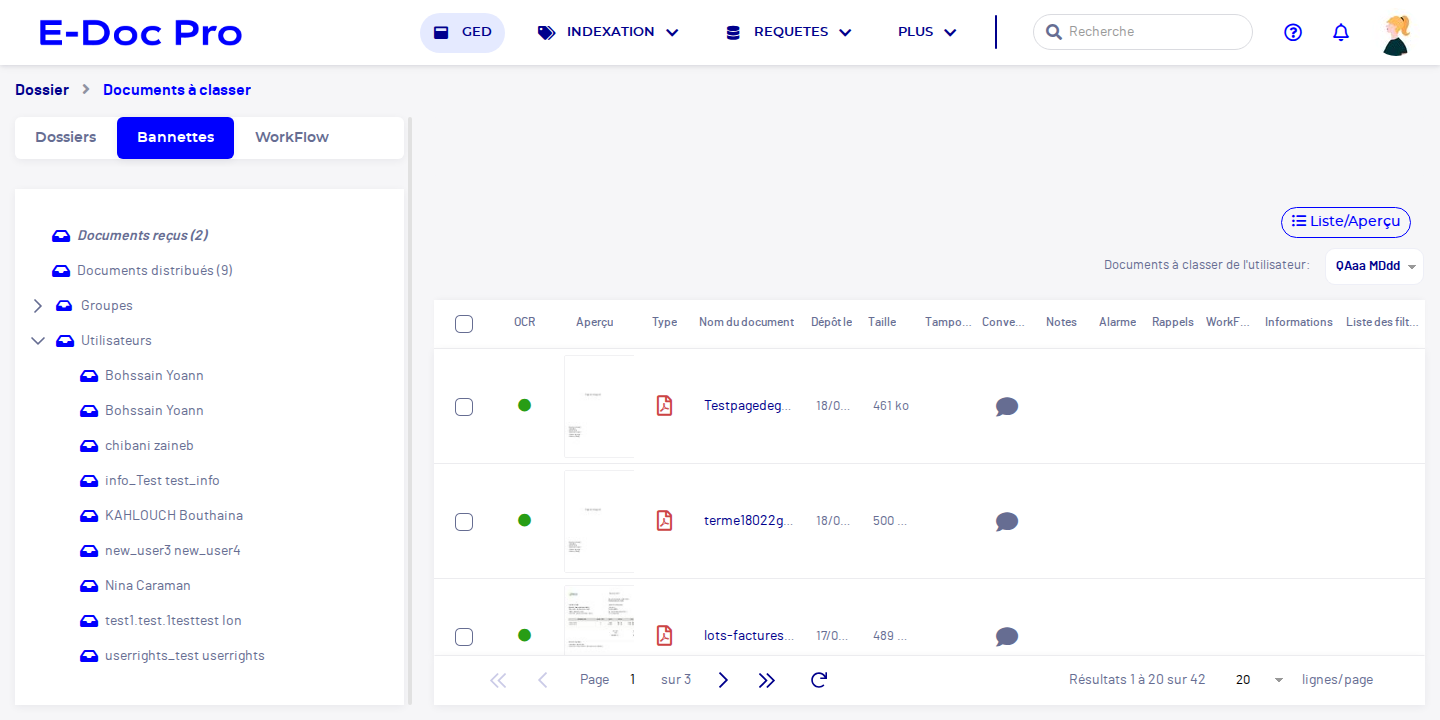 E-Doc Pro
GED
INDEXATION
REQUETES
PLUS
Recherche
Dossier
Documents à classer
Dossiers
Bannettes
WorkFlow
Documents reçus (2)
Documents distribués (9)
Groupes
Utilisateurs
Bohssain Yoann
Bohssain Yoann
chibani zaineb
info_Test test_info
KAHLOUCH Bouthaina
new_user3 new_user4
Nina Caraman
test1.test.1testtest Ion
userrights_test userrights
Liste/Aperçu
Documents à classer de l'utilisateur:
QAaa MDdd
OCR Aperçu Type Nom du document Dépôt le Taille Tampo... Conve... Notes Alarme Rappels WorkF... Informations Liste des filt...
Testpagedeg... 18/0... 461 ko
terme18022g... 18/0... 500 ...
lots-factures... 17/0... 489 ...
Page 1 sur 3
Résultats 1 à 20 sur 42
20 lignes/page